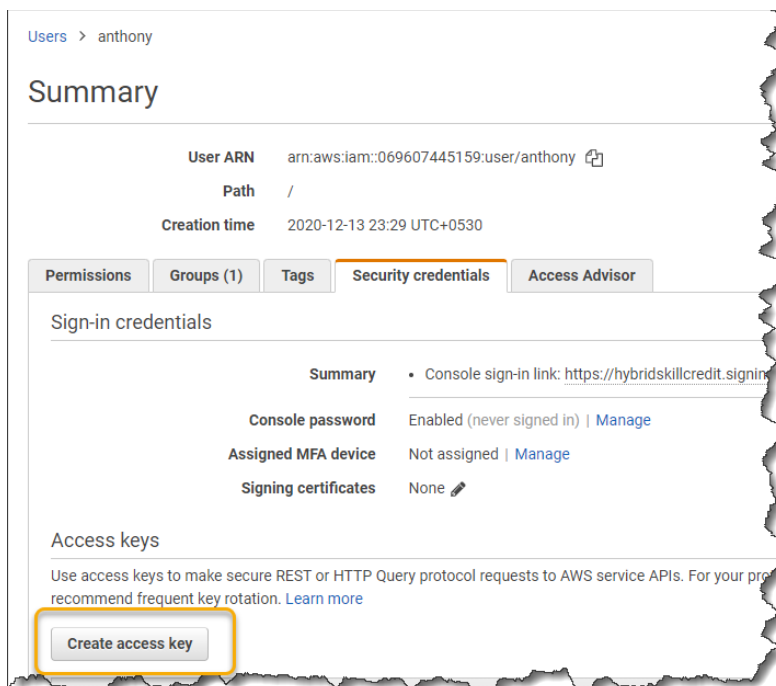 Users > anthony
Summary
User ARN arn:aws:iam::069607445159:user/anthony
Path /
Creation time 2020-12-13 23:29 UTC+0530
Permissions Groups (1) Tags Security credentials Access Advisor
Sign-in credentials
Summary • Console sign-in link: https://hybridskillcredit.signin
Console password Enabled (never signed in) | Manage
Assigned MFA device Not assigned | Manage
Signing certificates None
Access keys
Use access keys to make secure REST or HTTP Query protocol requests to AWS service APIs. For your pro
recommend frequent key rotation. Learn more
Create access key